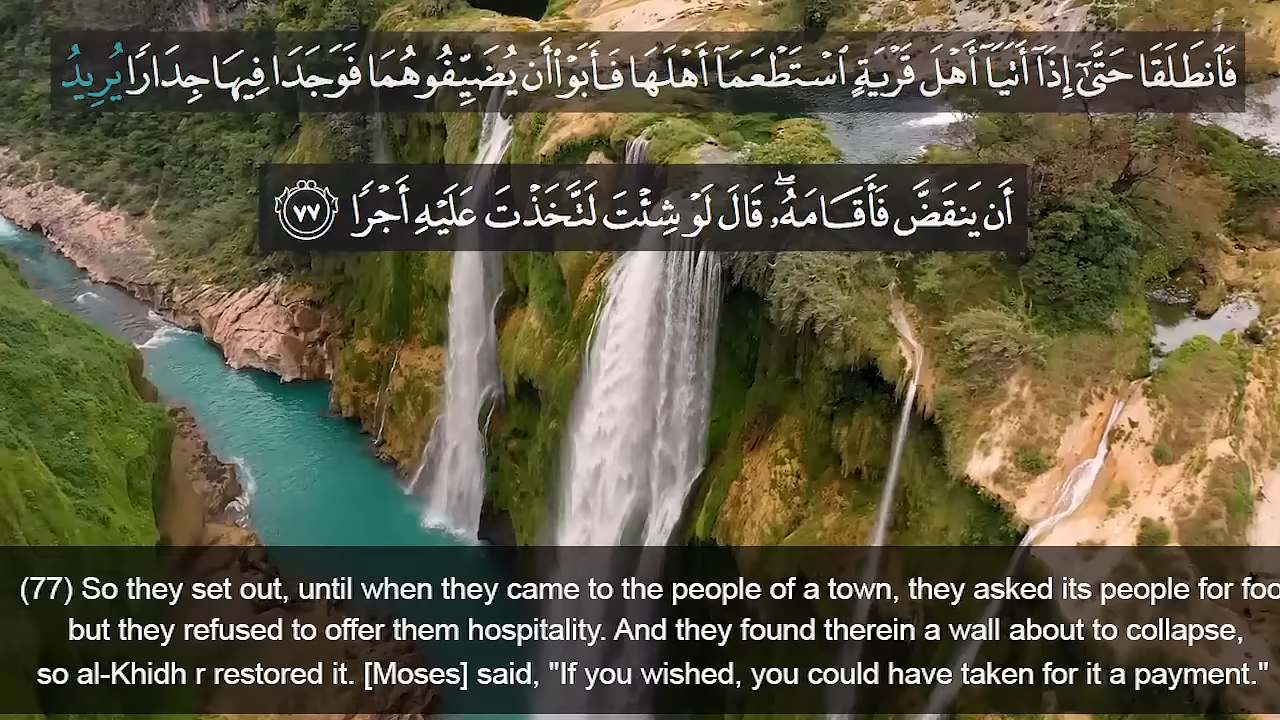 فَٱنطَلَقَا حَتَّىٰٓ إِذَآ أَتَيَآ أَهْلَ قَرْيَةٍ ٱسْتَطْعَمَآ أَهْلَهَا فَأَبَوْا۟ أَن يُضَيِّفُوهُمَا فَوَجَدَا فِيهَا جِدَارًا يُرِيدُ
أَن يَنقَضَّ فَأَقَامَهُۥ ۖ قَالَ لَوْ شِئْتَ لَتَّخَذْتَ عَلَيْهِ أَجْرًا ٧٧
(77) So they set out, until when they came to the people of a town, they asked its people for foo
but they refused to offer them hospitality. And they found therein a wall about to collapse,
so al-Khidh r restored it. [Moses] said, "If you wished, you could have taken for it a payment."